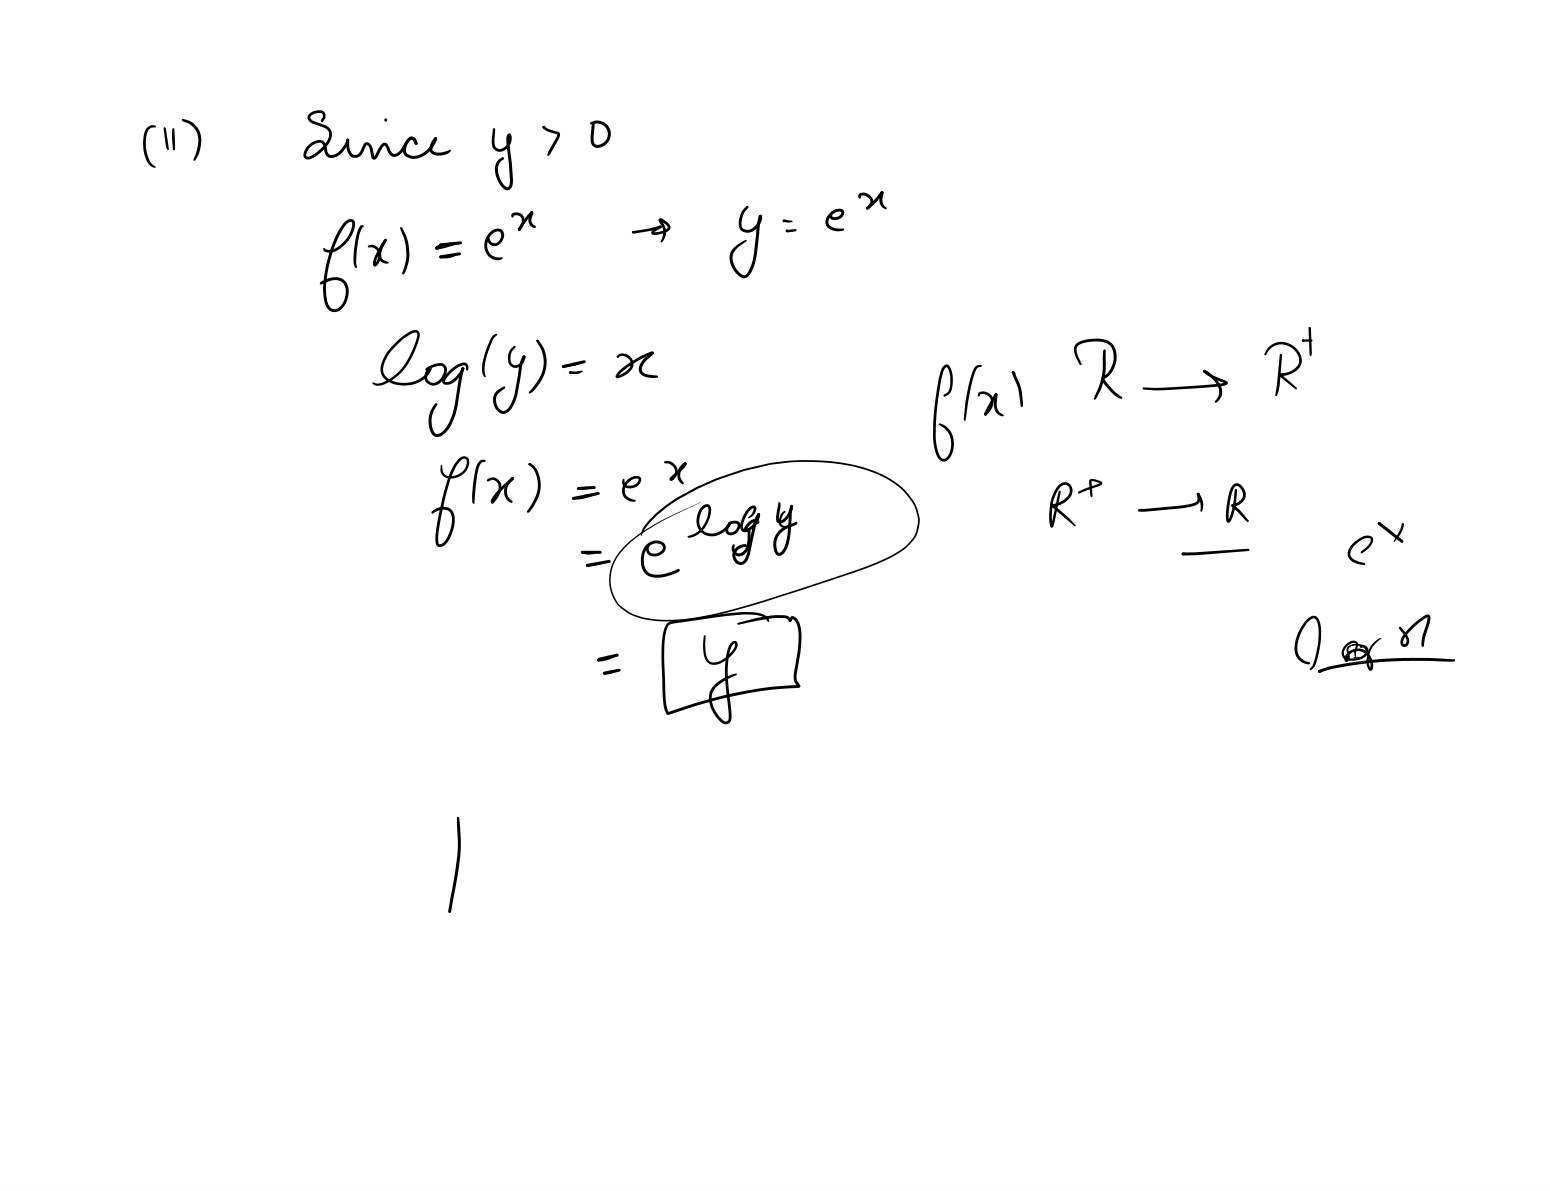 (II) Since y > 0
f(x) = e^x → y = e^x
log(y) = x
f(x) = e^x
= e^log y
= y
f(x) R → R^+
R^+ → R
e^x